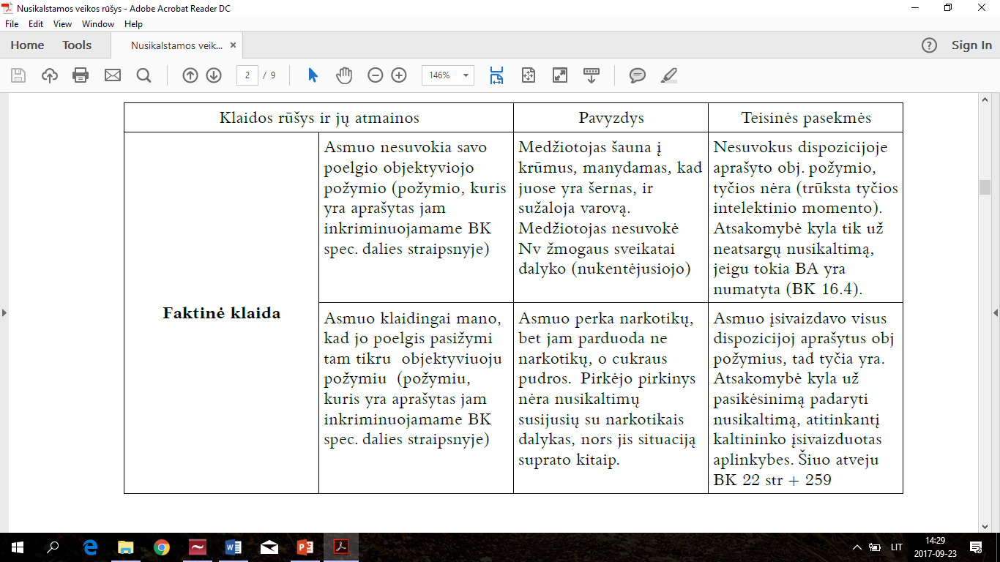 Nusikalstamos veikos rūšys - Adobe Acrobat Reader DC
File Edit View Window Help
Home Tools Nusikalstamos veik... × Sign In
2 / 9 146%
Klaidos rūšys ir jų atmainos
Pavyzdys
Teisinės pasekmės
Faktinė klaida
Asmuo nesuvokia savo
poelgio objektyviojo
požymio (požymio, kuris
yra aprašytas jam
inkriminuojamame BK
spec. dalies straipsnyje)
Medžiotojas šauna į
krūmus, manydamas, kad
juose yra šernas, ir
sužaloja varovą.
Medžiotojas nesuvokė
Nv žmogaus sveikatai
dalyko (nukentėjusiojo)
Nesuvokus dispozicijoje
aprašyto obj. požymio,
tyčios nėra (trūksta tyčios
intelektinio momento).
Atsakomybė kyla tik už
neatsargų nusikaltimą,
jeigu tokia BA yra
numatyta (BK 16.4).
Asmuo klaidingai mano,
kad jo poelgis pasižymi
tam tikru objektyviuoju
požymiu (požymiu,
kuris yra aprašytas jam
inkriminuojamame BK
spec. dalies straipsnyje)
Asmuo perka narkotikų,
bet jam parduoda ne
narkotikų, o cukraus
pudros. Pirkėjo pirkinys
nėra nusikaltimų
susijusių su narkotikais
dalykas, nors jis situaciją
suprato kitaip.
Asmuo įsivaizdavo visus
dispozicijoj aprašytus obj
požymius, tad tyčia yra.
Atsakomybė kyla už
pasikėsinimą padaryti
nusikaltimą, atitinkantį
kaltininko įsivaizduotas
aplinkybes. Šiuo atveju
BK 22 str + 259
LIT
14:29
2017-09-23